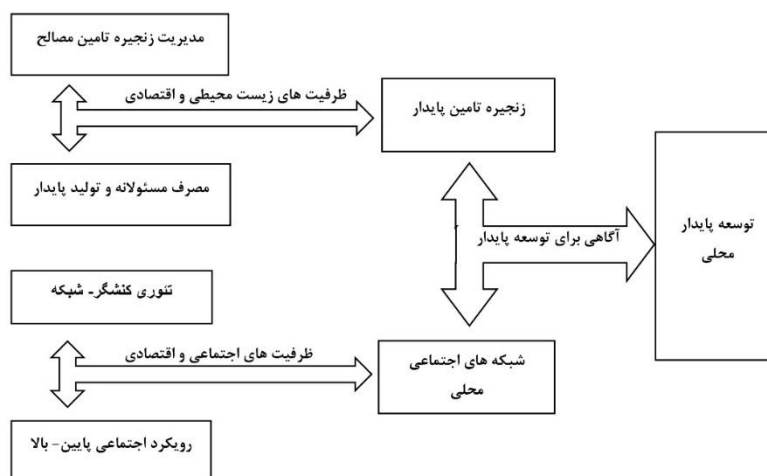 مدیریت زنجیره تامین مصالح
ظرفیت های زیست محیطی و اقتصادی
زنجیره تامین پایدار
مصرف مسئولانه و تولید پایدار
توسعه پایدار
محلی
آگاهی برای توسعه پایدار
تئوری کنشگر- شبکه
ظرفیت های اجتماعی و اقتصادی
شبکه های اجتماعی
محلی
رویکرد اجتماعی پایین- بالا